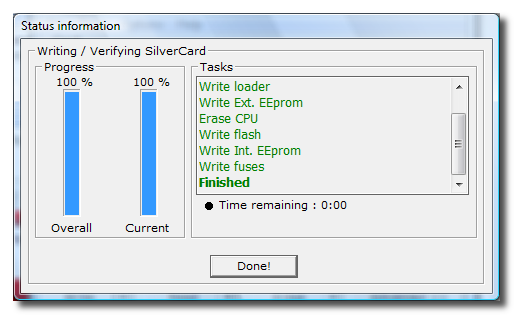 Status information
Writing / Verifying SilverCard
Progress
100 %
100 %
Overall
Current
Tasks
Write loader
Write Ext. EEprom
Erase CPU
Write flash
Write Int. EEprom
Write fuses
Finished
Time remaining : 0:00
Done!